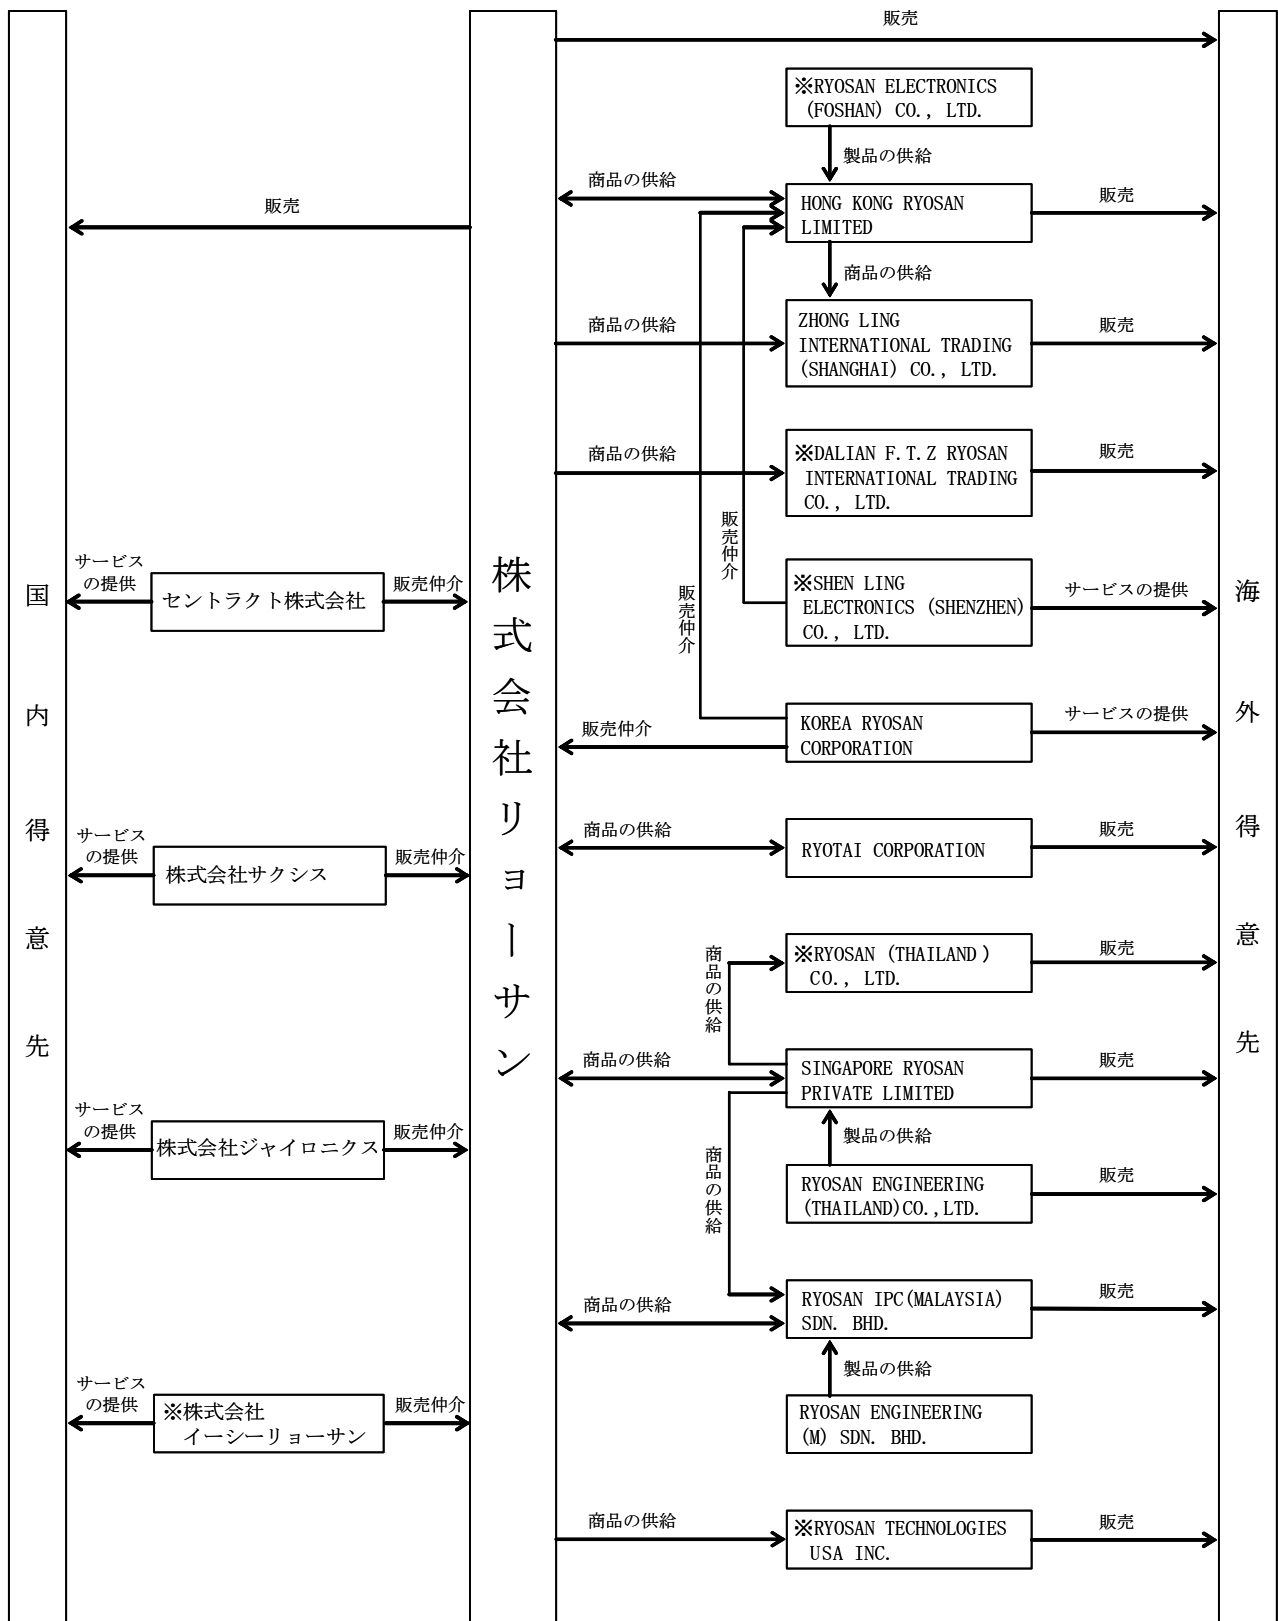 国内得意先
株式会社リョーサン
海外得意先
販売
販売
サービス
の提供
セントラクト株式会社
販売仲介
サービス
の提供
株式会社サクシス
販売仲介
サービス
の提供
株式会社ジャイロニクス
販売仲介
サービス
の提供
※株式会社
イーシーリョーサン
販売仲介
※RYOSAN ELECTRONICS
(FOSHAN) CO., LTD.
製品の供給
商品の供給
HONG KONG RYOSAN
LIMITED
販売
商品の供給
商品の供給
ZHONG LING
INTERNATIONAL TRADING
(SHANGHAI) CO., LTD.
販売
商品の供給
※DALIAN F.T.Z RYOSAN
INTERNATIONAL TRADING
CO., LTD.
販売
販売仲介
※SHEN LING
ELECTRONICS (SHENZHEN)
CO., LTD.
サービスの提供
販売仲介
販売仲介
KOREA RYOSAN
CORPORATION
サービスの提供
商品の供給
RYOTAI CORPORATION
販売
商品の供給
※RYOSAN (THAILAND)
CO., LTD.
販売
商品の供給
SINGAPORE RYOSAN
PRIVATE LIMITED
販売
製品の供給
商品の供給
RYOSAN ENGINEERING
(THAILAND)CO.,LTD.
販売
商品の供給
RYOSAN IPC(MALAYSIA)
SDN. BHD.
販売
製品の供給
RYOSAN ENGINEERING
(M) SDN. BHD.
商品の供給
※RYOSAN TECHNOLOGIES
USA INC.
販売